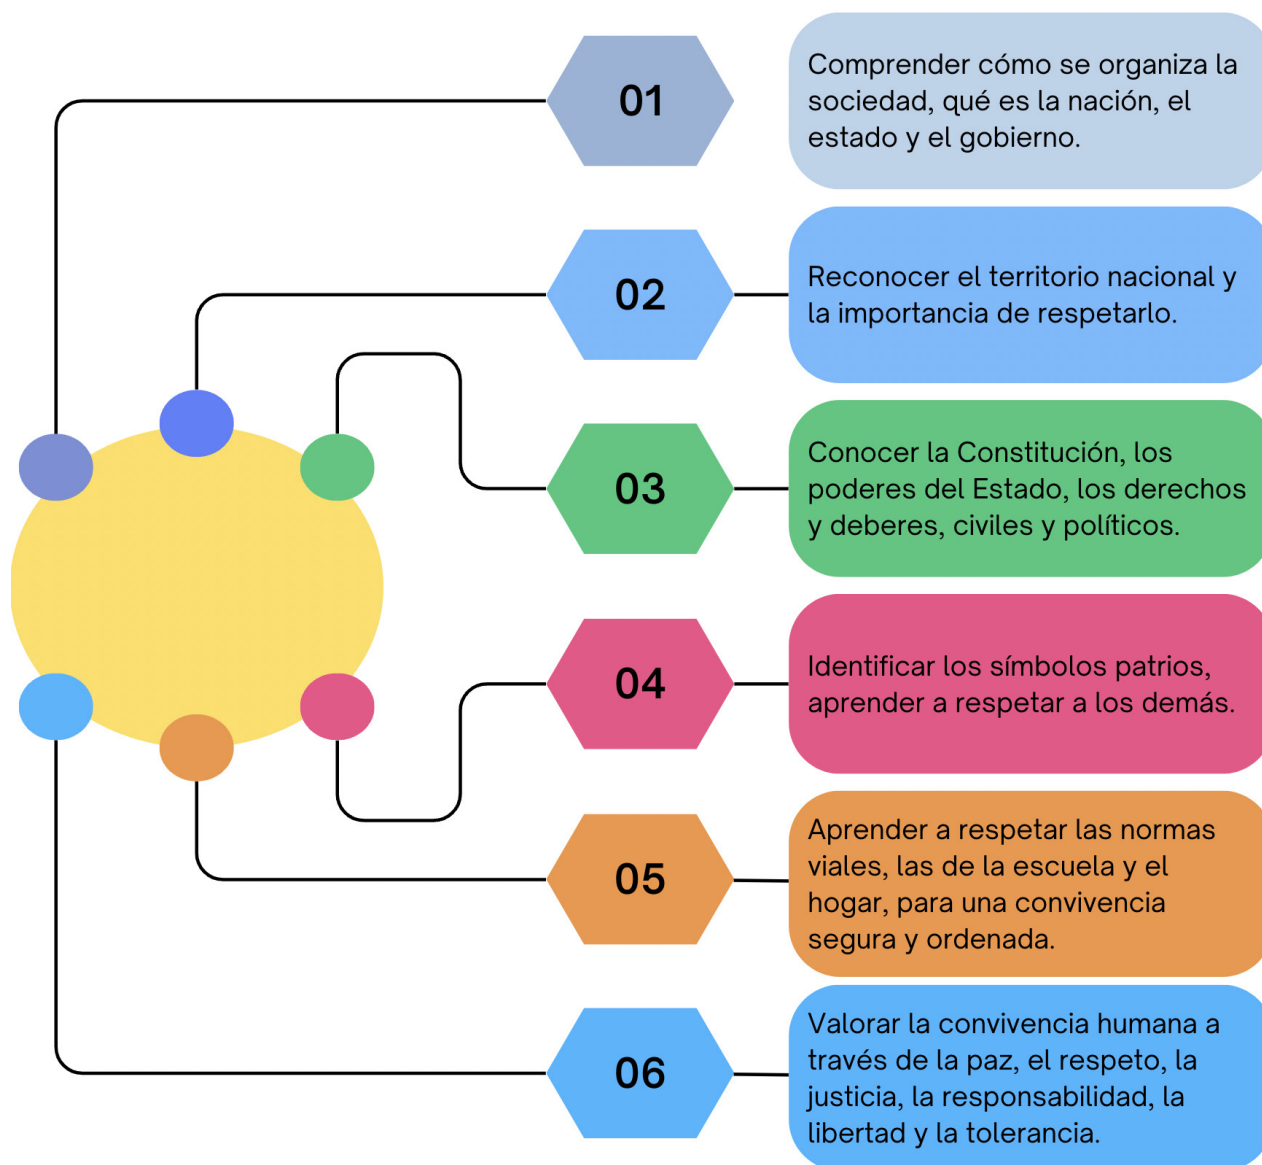 01
Comprender cómo se organiza la
sociedad, qué es la nación, el
estado y el gobierno.
02
Reconocer el territorio nacional y
la importancia de respetarlo.
03
Conocer la Constitución, los
poderes del Estado, los derechos
y deberes, civiles y políticos.
04
Identificar los símbolos patrios,
aprender a respetar a los demás.
05
Aprender a respetar las normas
viales, las de la escuela y el
hogar, para una convivencia
segura y ordenada.
06
Valorar la convivencia humana a
través de la paz, el respeto, la
justicia, la responsabilidad, la
libertad y la tolerancia.